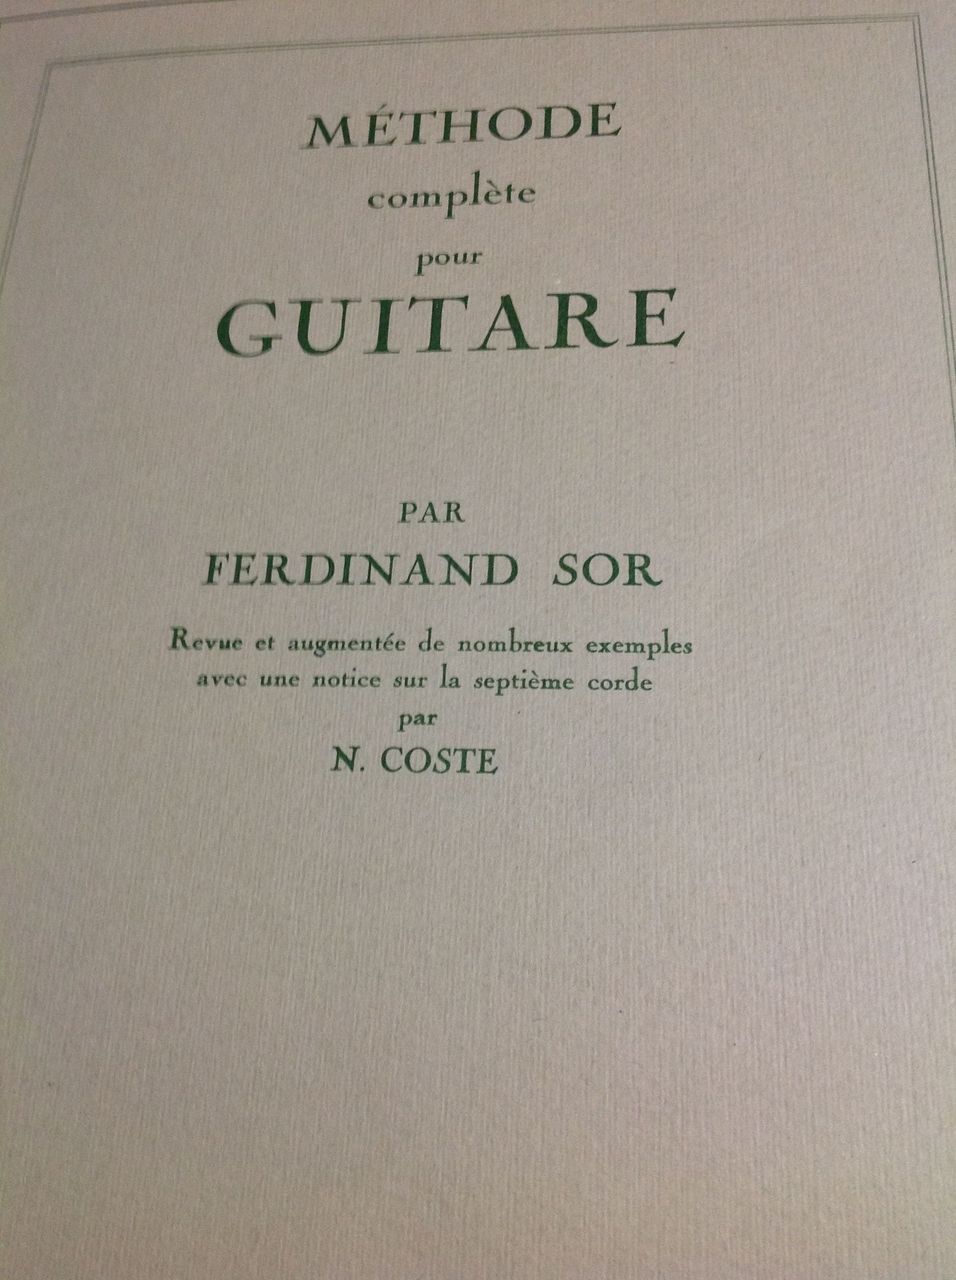 MÉTHODE
complète
pour
GUITARE
PAR
FERDINAND SOR
Revue et augmentée de nombreux exemples
avec une notice sur la septième corde
par
N. COSTE